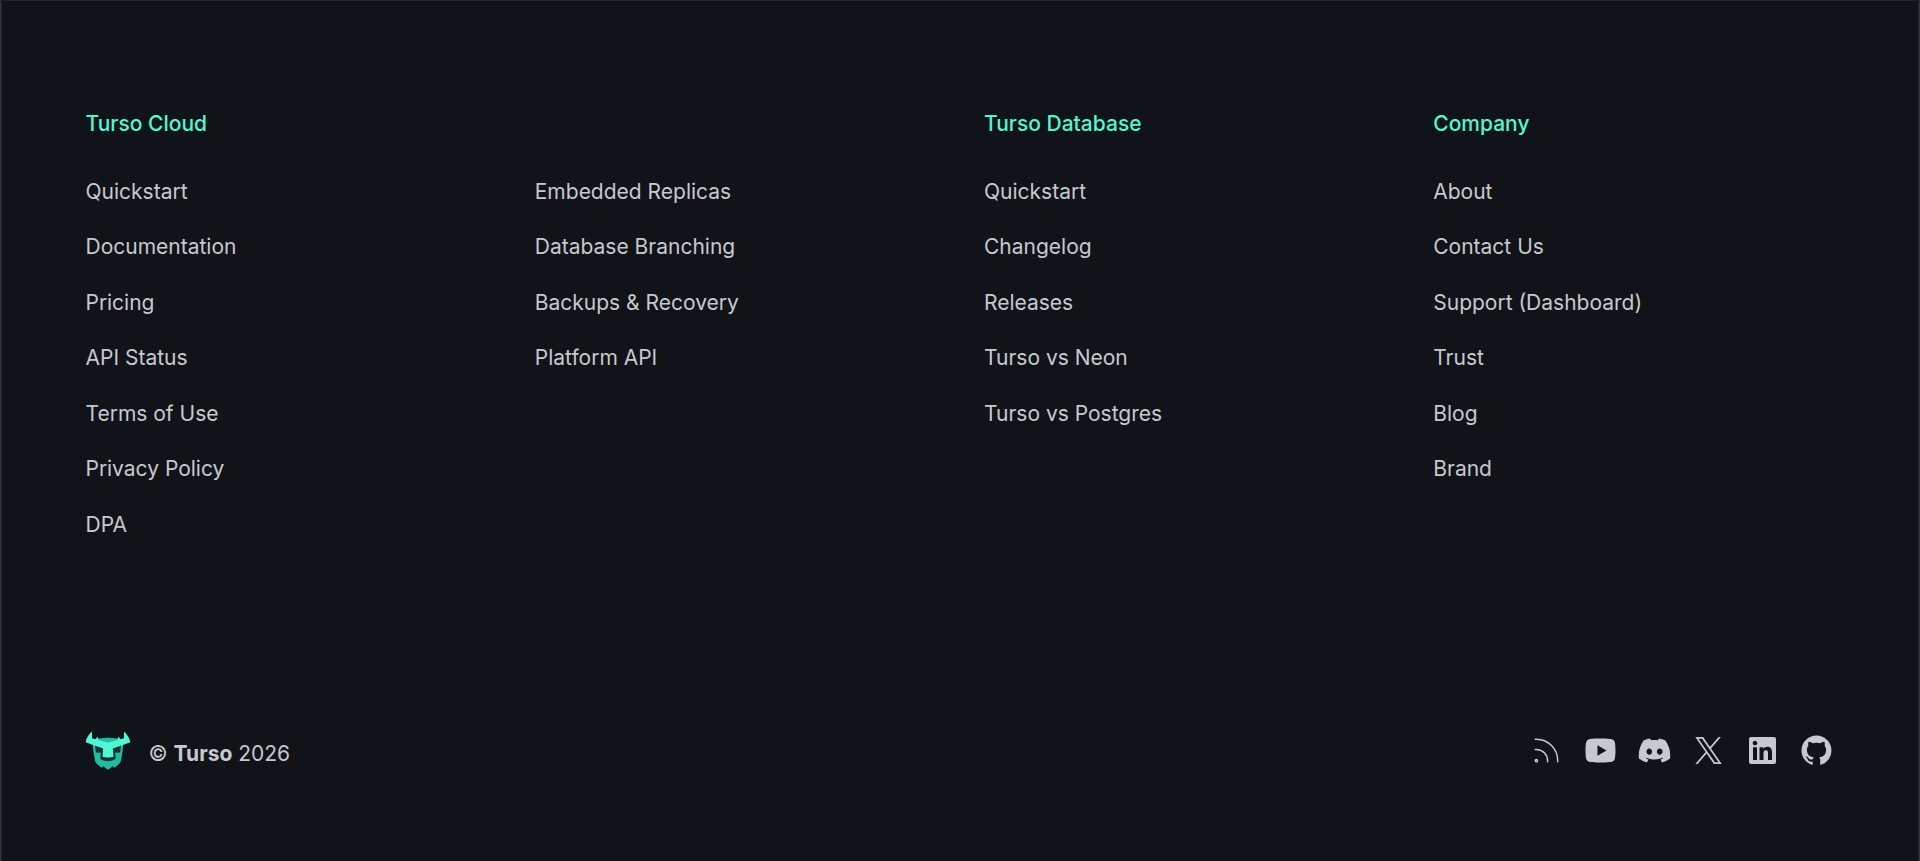 Turso Cloud
Quickstart
Documentation
Pricing
API Status
Terms of Use
Privacy Policy
DPA
Embedded Replicas
Database Branching
Backups & Recovery
Platform API
Turso Database
Quickstart
Changelog
Releases
Turso vs Neon
Turso vs Postgres
Company
About
Contact Us
Support (Dashboard)
Trust
Blog
Brand
© Turso 2026